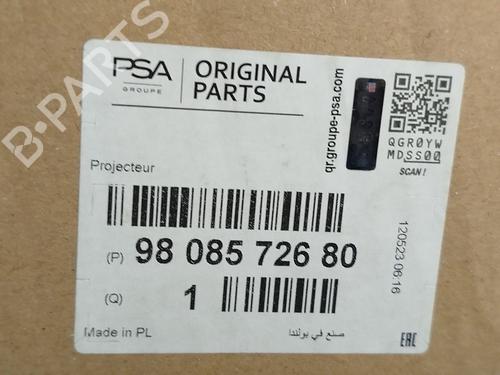 PSA
GROUPE
ORIGINAL
PARTS
qr.groupe-psa.com
QGR0YW
MDSS00
SCAN!
Projecteur
(P) 98 085 726 80
(Q) 1
120523 06:16
Made in PL
صنع في بولندا
EAC
B-PARTS